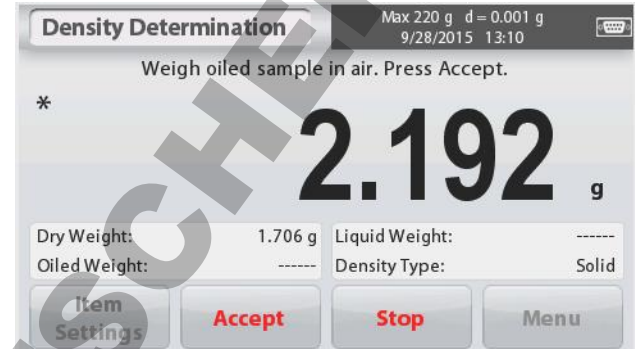 Density Determination
Max 220 g d = 0.001 g
9/28/2015 13:10
Weigh oiled sample in air. Press Accept.
*
2.192 g
Dry Weight: 1.706 g Liquid Weight: ------
Oiled Weight: ------ Density Type: Solid
Item Settings
Accept
Stop
Menu